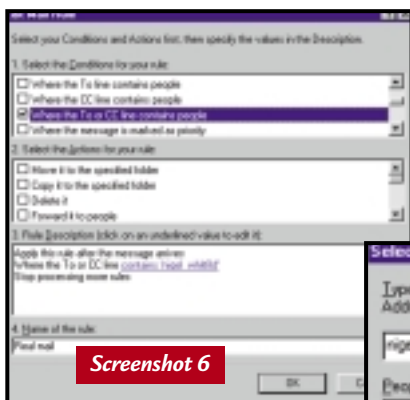 Mail Rule
Select your Conditions and Actions first, then specify the values in the Description.
1. Select the Conditions for your rule:
Where the To line contains people
Where the CC line contains people
Where the To or CC line contains people
Where the message is marked as priority
2. Select the Actions for your rule:
Move it to the specified folder
Copy it to the specified folder
Delete it
Forward it to people
3. Rule Description (click on an underlined value to edit it):
Apply this rule after the message arrives
Where the To or CC line contains
Stop processing more rules
4. Name of the rule:
mail
OK
Selec
Type
Add
nige
Peop
Screenshot 6